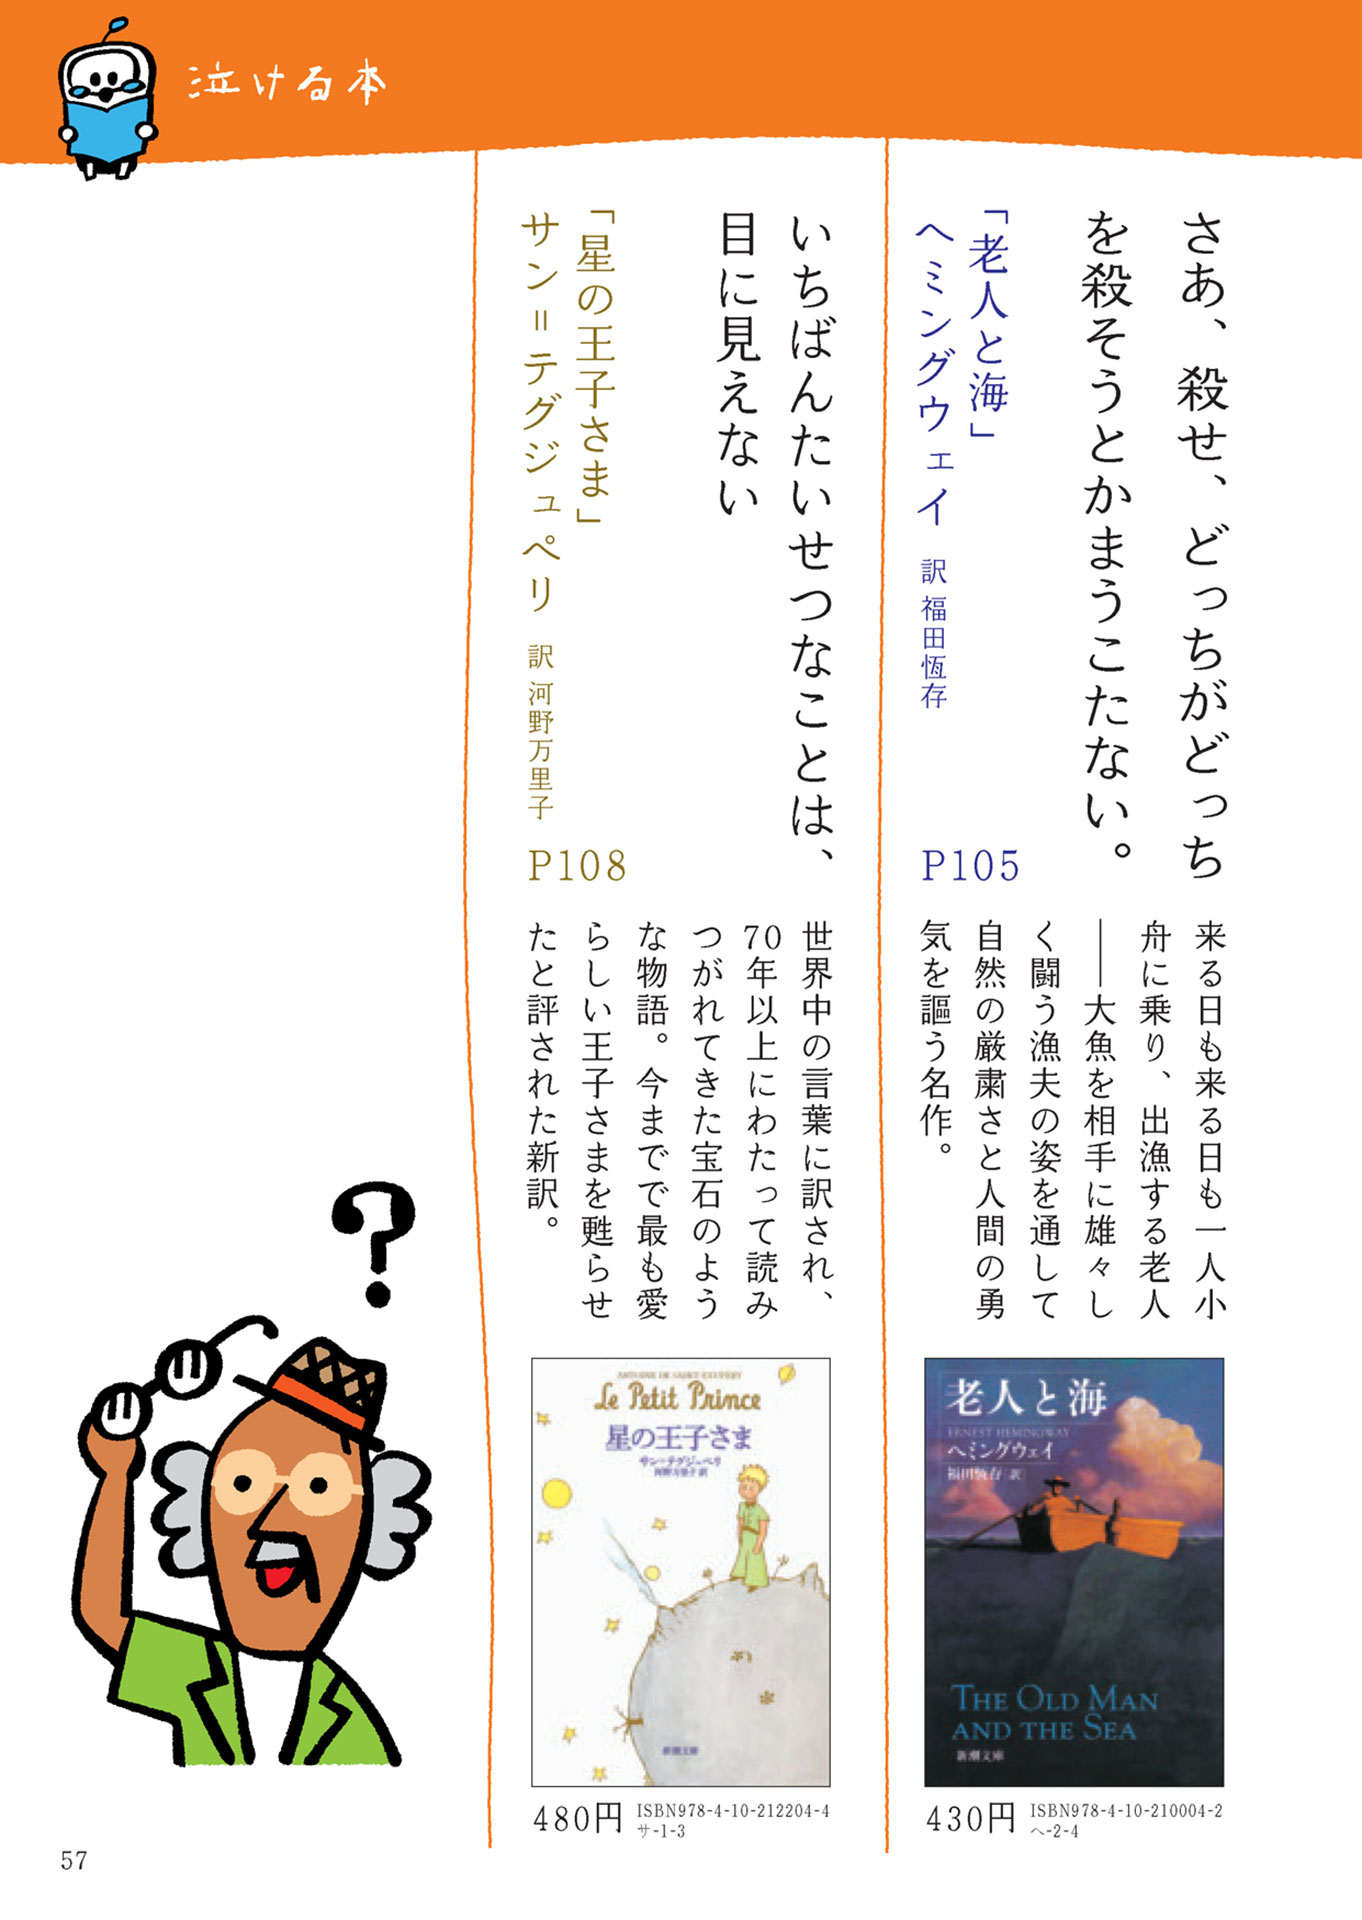 泣ける本
さあ、殺せ、どっちがどっち
を殺そうとかまうこたない。
「老人と海」
ヘミングウェイ 訳 福田恆存
P105
来る日も来る日も一人小
舟に乗り、出漁する老人
――大魚を相手に雄々し
く闘う漁夫の姿を通して
自然の厳粛さと人間の勇
気を謳う名作。
老人と海
ERNEST HEMINGWAY
ヘミングウェイ
福田恆存 訳
THE OLD MAN
AND THE SEA
新潮文庫
430円
ISBN978-4-10-210004-2
ヘ-2-4
いちばんたいせつなことは、
目に見えない
「星の王子さま」
サン=テグジュペリ 訳 河野万里子
P108
世界中の言葉に訳され、
70年以上にわたって読み
つがれてきた宝石のよう
な物語。今までで最も愛
らしい王子さまを甦らせ
たと評された新訳。
ANTOINE DE SAINT-EXUPÉRY
Le Petit Prince
星の王子さま
サン=テグジュペリ
河野万里子 訳
新潮文庫
480円
ISBN978-4-10-212204-4
サ-1-3
?
57